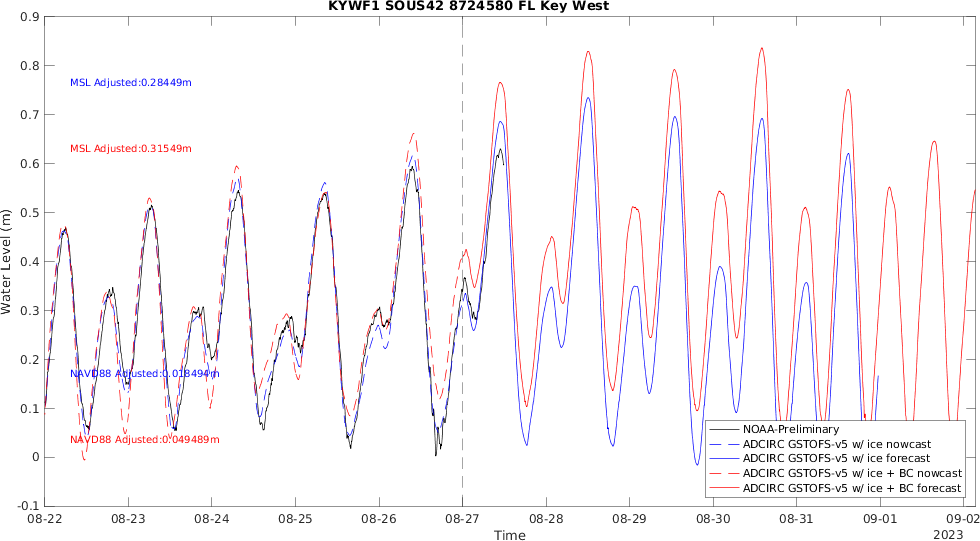 KYWF1 SOUS42 8724580 FL Key West
0.9
0.8
0.7
0.6
0.5
0.4
0.3
0.2
0.1
0
-0.1
Water Level (m)
MSL Adjusted:0.28449m
MSL Adjusted:0.31549m
NAVD88 Adjusted:0.018494m
NAVD88 Adjusted:0.049489m
NOAA-Preliminary
ADCIRC GSTOFS-v5 w/ ice nowcast
ADCIRC GSTOFS-v5 w/ ice forecast
ADCIRC GSTOFS-v5 w/ ice + BC nowcast
ADCIRC GSTOFS-v5 w/ ice + BC forecast
08-22 08-23 08-24 08-25 08-26 08-27 08-28 08-29 08-30 08-31 09-01 09-02
2023
Time